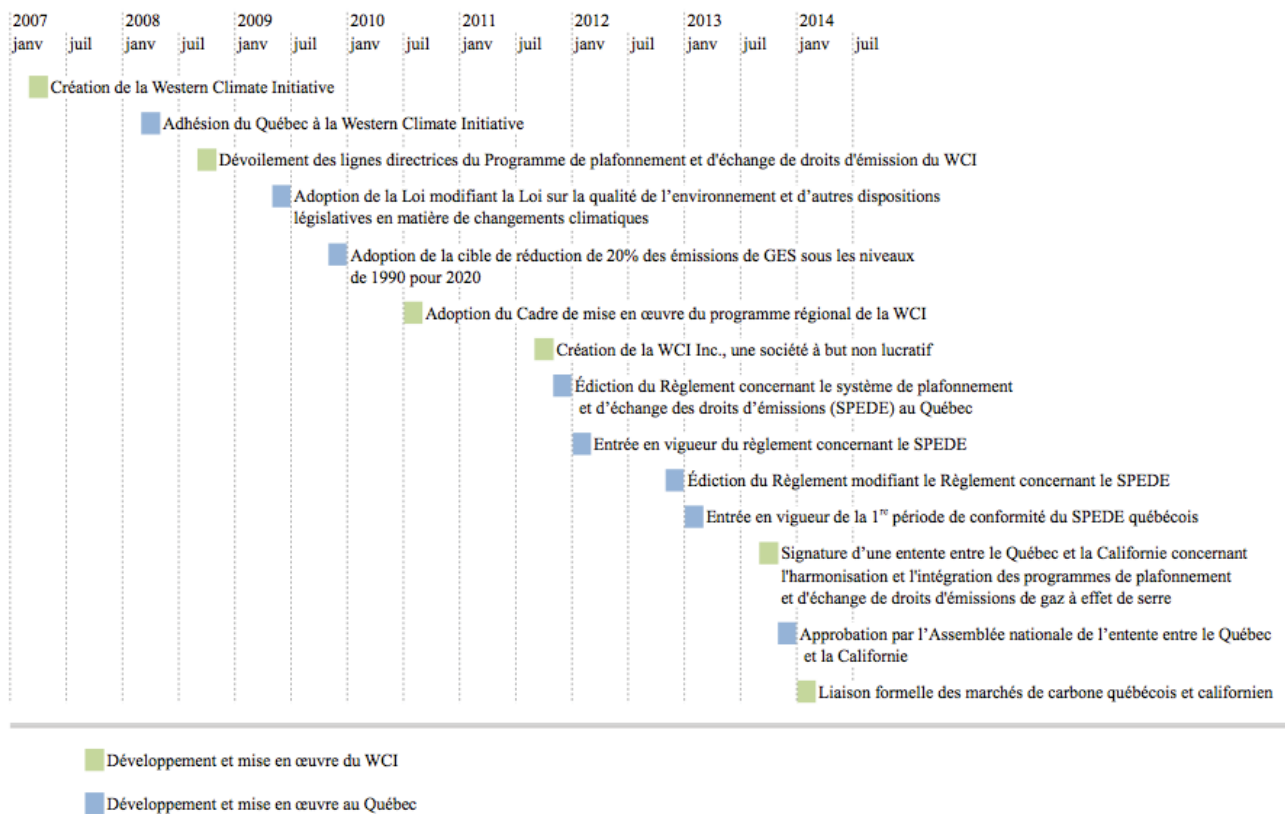 2007 2008 2009 2010 2011 2012 2013 2014
janv juil janv juil janv juil janv juil janv juil janv juil janv juil janv juil
Création de la Western Climate Initiative
Adhésion du Québec à la Western Climate Initiative
Dévoilement des lignes directrices du Programme de plafonnement et d'échange de droits d'émission du WCI
Adoption de la Loi modifiant la Loi sur la qualité de l’environnement et d’autres dispositions
législatives en matière de changements climatiques
Adoption de la cible de réduction de 20% des émissions de GES sous les niveaux
de 1990 pour 2020
Adoption du Cadre de mise en œuvre du programme régional de la WCI
Création de la WCI Inc., une société à but non lucratif
Édiction du Règlement concernant le système de plafonnement
et d’échange des droits d’émissions (SPEDE) au Québec
Entrée en vigueur du règlement concernant le SPEDE
Édiction du Règlement modifiant le Règlement concernant le SPEDE
Entrée en vigueur de la 1re période de conformité du SPEDE québécois
Signature d’une entente entre le Québec et la Californie concernant
l'harmonisation et l'intégration des programmes de plafonnement
et d'échange de droits d'émissions de gaz à effet de serre
Approbation par l’Assemblée nationale de l’entente entre le Québec
et la Californie
Liaison formelle des marchés de carbone québécois et californien
Développement et mise en œuvre du WCI
Développement et mise en œuvre au Québec